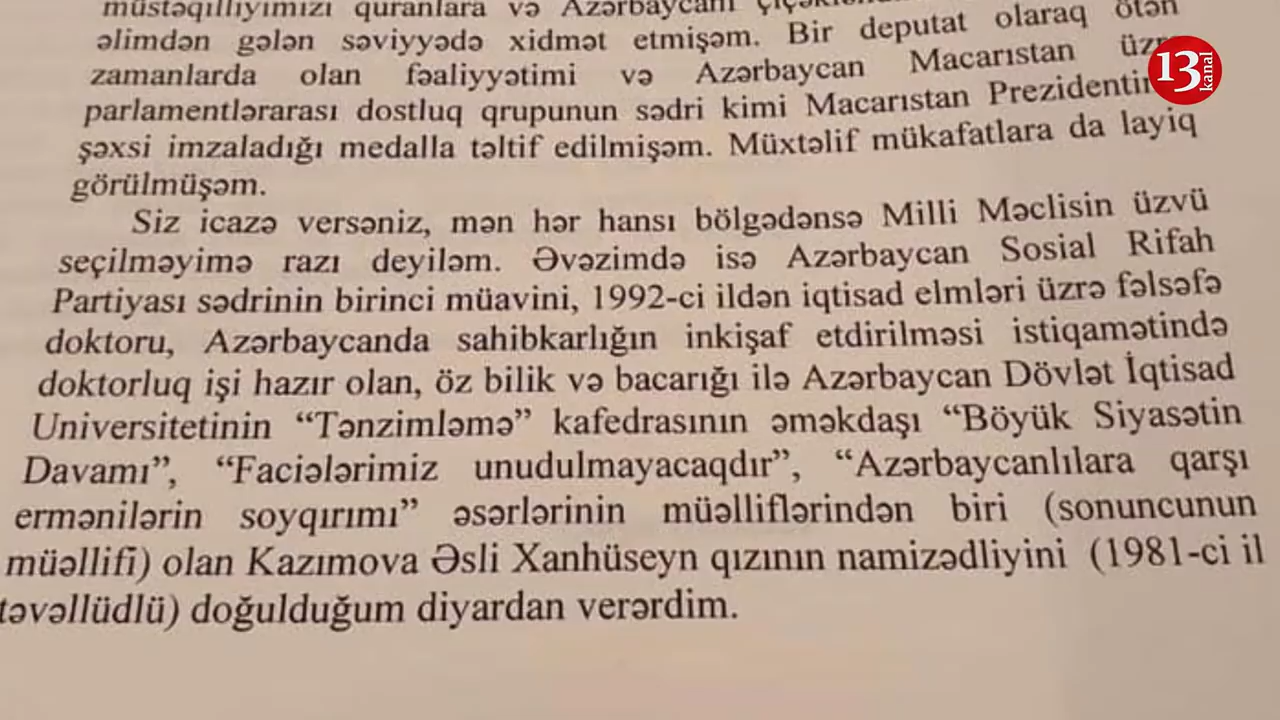 müstəqilliyimizi quranlara və Azərbaycanı
əlimdən gələn səviyyədə xidmət etmişəm. Bir deputat olaraq ötən
zamanlarda olan fəaliyyətimi və Azərbaycan Macarıstan
parlamentlərarası dostluq qrupunun sədri kimi Macarıstan
şəxsi imzaladığı medalla təltif edilmişəm. Müxtəlif mükafatlara da layiq
görülmüşəm.
Siz icazə versəniz, mən hər hansı bölgədənsə Milli Məclisin üzvü
seçilməyimə razı deyiləm. Əvəzimdə isə Azərbaycan Sosial Rifah
Partiyası sədrinin birinci müavini, 1992-ci ildən iqtisad elmləri üzrə fəlsəfə
doktoru, Azərbaycanda sahibkarlığın inkişaf etdirilməsi istiqamətində
doktorluq işi hazır olan, öz bilik və bacarığı ilə Azərbaycan Dövlət İqtisad
Universitetinin “Tənzimləmə” kafedrasının əməkdaşı “Böyük Siyasətin
Davamı”, “Faciələrimiz unudulmayacaqdır”, “Azərbaycanlılara qarşı
ermənilərin soyqırımı” əsərlərinin müəlliflərindən biri (sonuncunun
müəllifi) olan Kazımova Əsli Xanhüseyn qızının namizədliyini (1981-ci il
təvəllüdlü) doğulduğum diyardan verərdim.
13 kanal